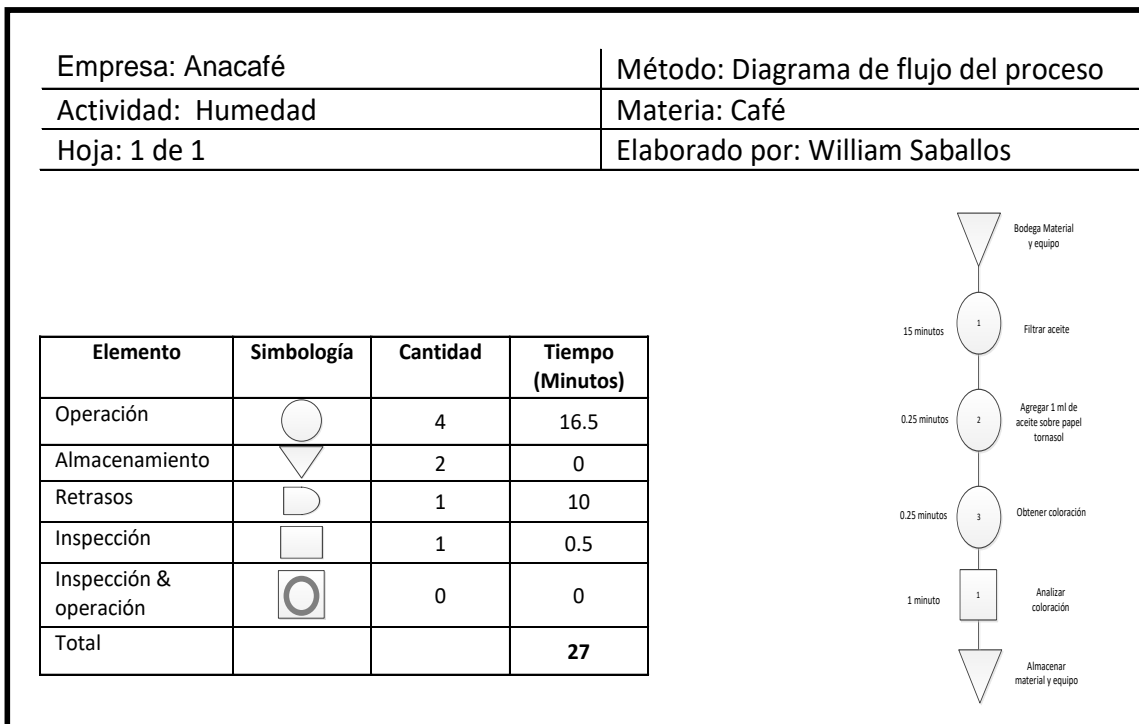 Empresa: Anacafé
Método: Diagrama de flujo del proceso
Actividad: Humedad
Materia: Café
Hoja: 1 de 1
Elaborado por: William Saballos
Elemento Simbología Cantidad Tiempo
(Minutos)
Operación 4 16.5
Almacenamiento 2 0
Retrasos 1 10
Inspección 1 0.5
Inspección &
operación 0 0
Total 27
Bodega Material
y equipo
15 minutos 1 Filtrar aceite
0.25 minutos 2 Agregar 1 ml de
aceite sobre papel
tornasol
0.25 minutos 3 Obtener coloración
1 minuto 1 Analizar
coloración
Almacenar
material y equipo